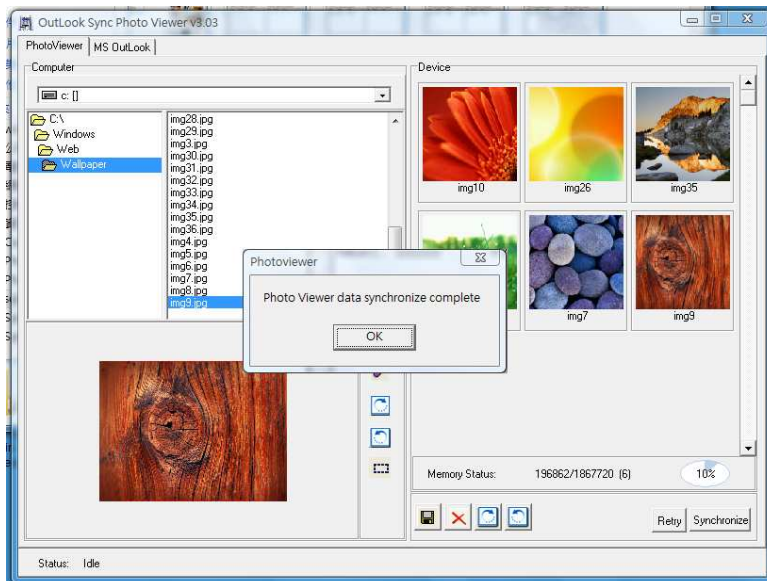 OutLook Sync Photo Viewer v3.03
PhotoViewer
MS OutLook
Computer
c: []
C:\
Windows
Web
Wallpaper
img28.jpg
img29.jpg
img3.jpg
img30.jpg
img31.jpg
img32.jpg
img33.jpg
img34.jpg
img35.jpg
img36.jpg
img4.jpg
img5.jpg
img6.jpg
img7.jpg
img8.jpg
img9.jpg
Device
img10
img26
img35
img7
img9
Photoviewer
Photo Viewer data synchronize complete
OK
Memory Status:
196862/1867720 (6)
10%
Retry
Synchronize
Status: Idle